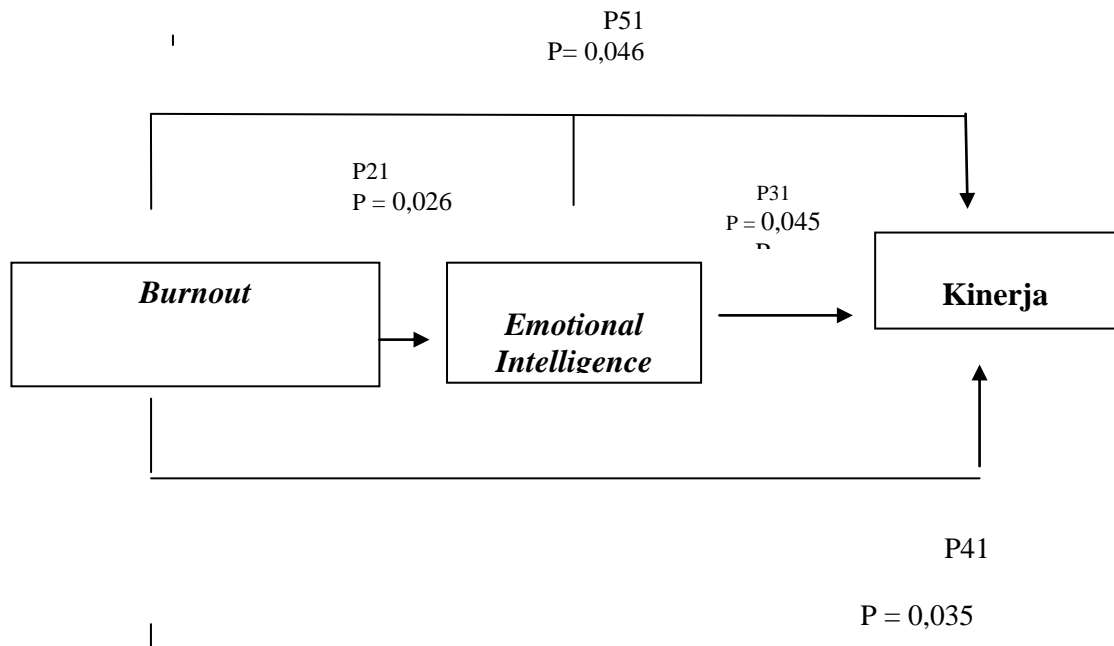 P51
P= 0,046
P21
P = 0,026
P31
P = 0,045
Burnout
Emotional
Intelligence
Kinerja
P41
P = 0,035